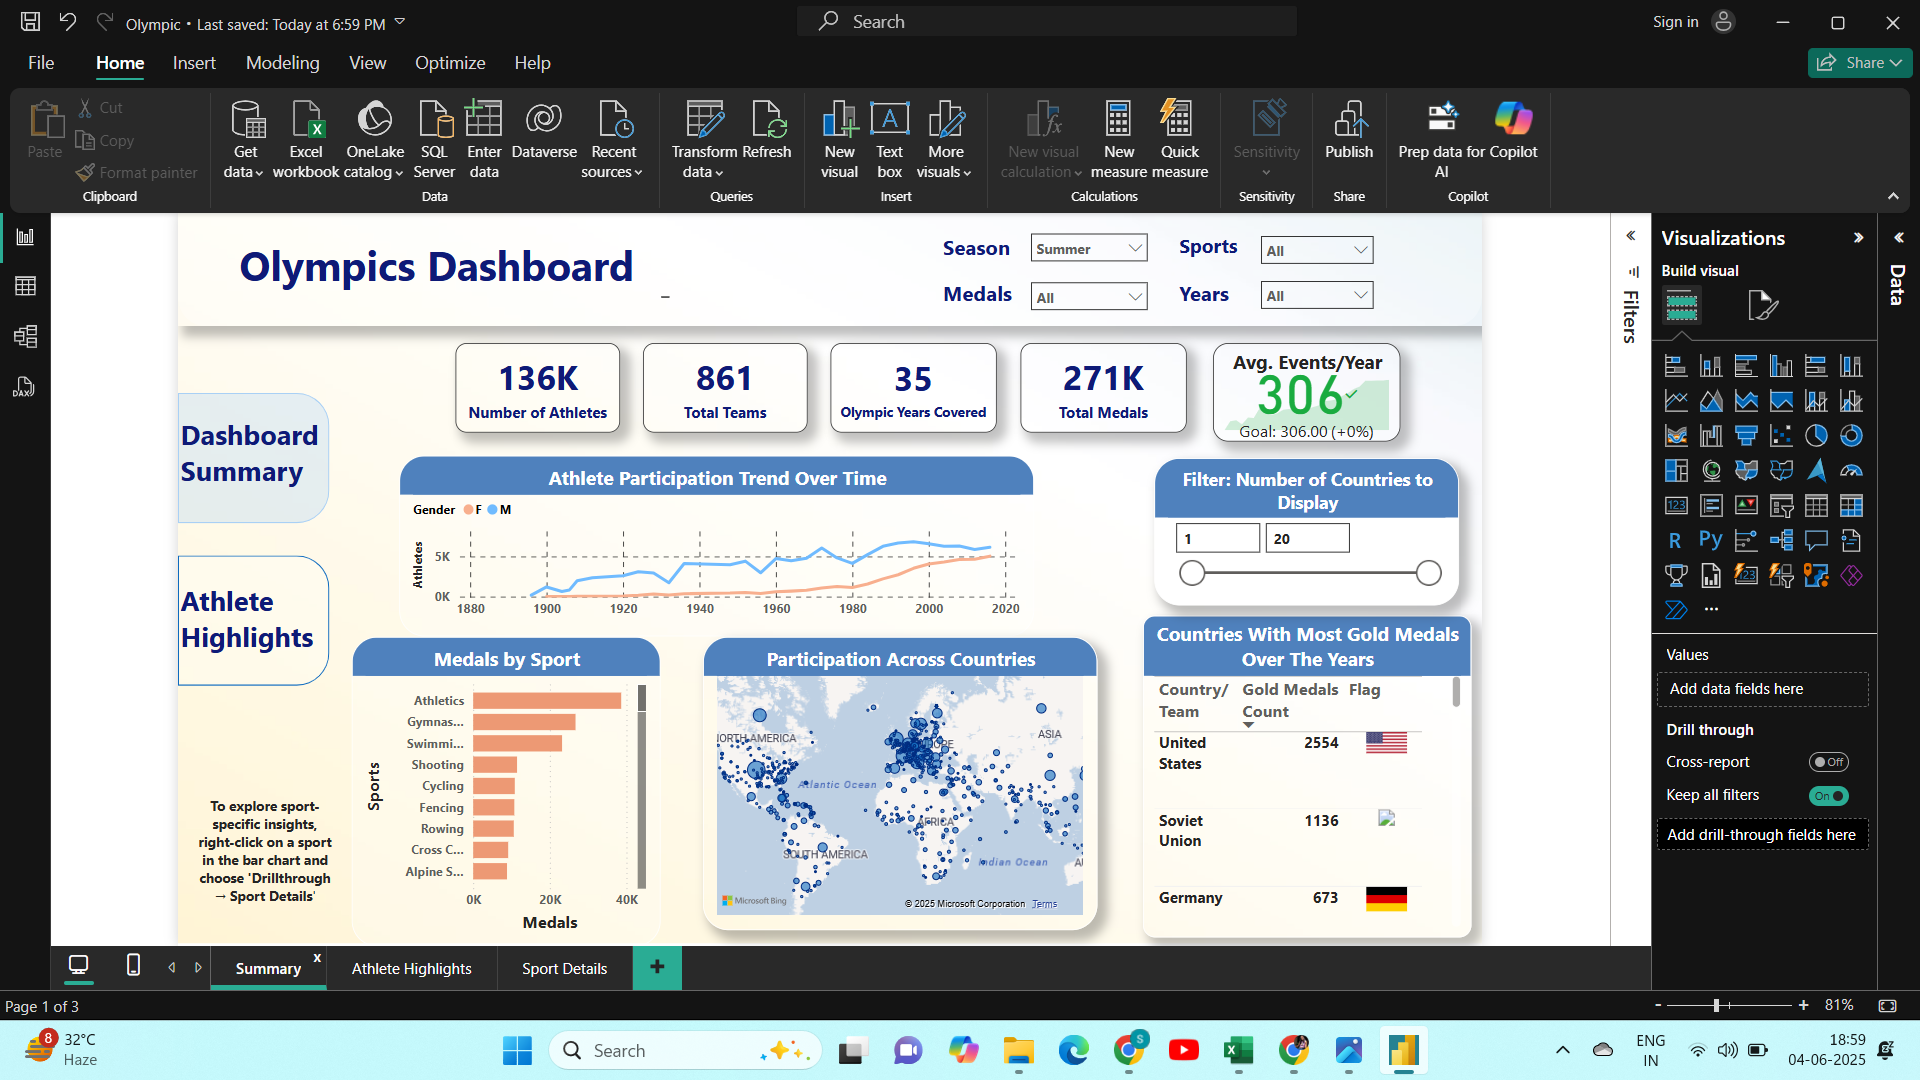 Olympic • Last saved: Today at 6:59 PM
Search
Sign in
File
Home
Insert
Modeling
View
Optimize
Help
Share
Paste
Cut
Copy
Format painter
Clipboard
Get data
Excel workbook
OneLake catalog
SQL Server
Enter data
Dataverse
Recent sources
Data
Transform data
Refresh
Queries
New visual
Text box
More visuals
Insert
New visual calculation
New measure
Quick measure
Calculations
Sensitivity
Sensitivity
Publish
Share
Prep data for AI
Copilot
Copilot
Olympics Dashboard
–
Season
Summer
Sports
All
Medals
All
Years
All
136K
Number of Athletes
861
Total Teams
35
Olympic Years Covered
271K
Total Medals
Avg. Events/Year
306
Goal: 306.00 (+0%)
Dashboard
Summary
Athlete
Highlights
To explore sport-
specific insights,
right-click on a sport
in the bar chart and
choose 'Drillthrough
→ Sport Details'
Athlete Participation Trend Over Time
Gender F M
Athletes
5K
0K
1880 1900 1920 1940 1960 1980 2000 2020
Filter: Number of Countries to
Display
1 20
Medals by Sport
Sports
Athletics
Gymnas...
Swimmi...
Shooting
Cycling
Fencing
Rowing
Cross C...
Alpine S...
0K 20K 40K
Medals
Participation Across Countries
ASIA
Atlantic Ocean
AFRICA
SOUTH AMERICA
Indian Ocean
Microsoft Bing
© 2025 Microsoft Corporation Terms
Countries With Most Gold Medals
Over The Years
Country/ Gold Medals Flag
Team Count
United 2554
States
Soviet 1136
Union
Germany 673
Filters
Visualizations
Build visual
123
R
Py
123
Values
Add data fields here
Drill through
Cross-report
Off
Keep all filters
On
Add drill-through fields here
Data
DAX
Summary
x
Athlete Highlights
Sport Details
+
Page 1 of 3
- + 81%
8
32°C
Haze
Search
S
ENG
IN
18:59
04-06-2025